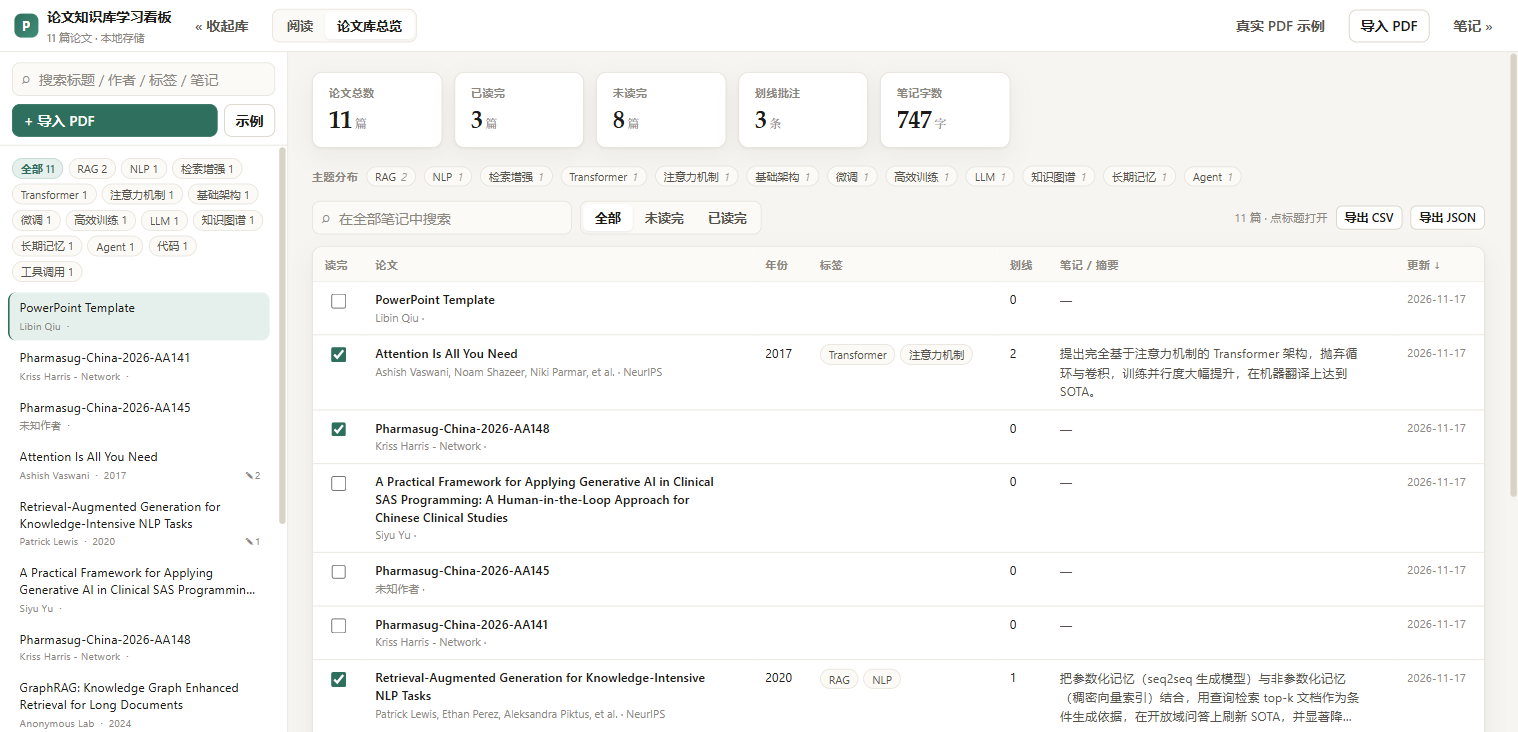 P
论文知识库学习看板
11 篇论文 · 本地存储
« 收起库
阅读
论文库总览
真实 PDF 示例
导入 PDF
笔记 »
搜索标题 / 作者 / 标签 / 笔记
+ 导入 PDF
示例
全部 11
RAG 2
NLP 1
检索增强 1
Transformer 1
注意力机制 1
基础架构 1
微调 1
高效训练 1
LLM 1
知识图谱 1
长期记忆 1
Agent 1
代码 1
工具调用 1
PowerPoint Template
Libin Qiu ·
Pharmasug-China-2026-AA141
Kriss Harris - Network ·
Pharmasug-China-2026-AA145
未知作者 ·
Attention Is All You Need
Ashish Vaswani · 2017
2
Retrieval-Augmented Generation for
Knowledge-Intensive NLP Tasks
Patrick Lewis · 2020
1
A Practical Framework for Applying
Generative AI in Clinical SAS Programmin...
Siyu Yu ·
Pharmasug-China-2026-AA148
Kriss Harris - Network ·
GraphRAG: Knowledge Graph Enhanced
Retrieval for Long Documents
Anonymous Lab · 2024
论文总数
11 篇
已读完
3 篇
未读完
8 篇
划线批注
3 条
笔记字数
747 字
主题分布
RAG 2
NLP 1
检索增强 1
Transformer 1
注意力机制 1
基础架构 1
微调 1
高效训练 1
LLM 1
知识图谱 1
长期记忆 1
Agent 1
在全部笔记中搜索
全部
未读完
已读完
11 篇 · 点标题打开
导出 CSV
导出 JSON
读完
论文
年份
标签
划线
笔记 / 摘要
更新 ↓
PowerPoint Template
Libin Qiu ·
0
—
2026-11-17
Attention Is All You Need
Ashish Vaswani, Noam Shazeer, Niki Parmar, et al. · NeurIPS
2017
Transformer
注意力机制
2
提出完全基于注意力机制的 Transformer 架构，抛弃循
环与卷积，训练并行度大幅提升，在机器翻译上达到
SOTA。
2026-11-17
Pharmasug-China-2026-AA148
Kriss Harris - Network ·
0
—
2026-11-17
A Practical Framework for Applying Generative AI in Clinical
SAS Programming: A Human-in-the-Loop Approach for
Chinese Clinical Studies
Siyu Yu ·
0
—
2026-11-17
Pharmasug-China-2026-AA145
未知作者 ·
0
—
2026-11-17
Pharmasug-China-2026-AA141
Kriss Harris - Network ·
0
—
2026-11-17
Retrieval-Augmented Generation for Knowledge-Intensive
NLP Tasks
Patrick Lewis, Ethan Perez, Aleksandra Piktus, et al. · NeurIPS
2020
RAG
NLP
1
把参数化记忆（seq2seq 生成模型）与非参数化记忆
（稠密向量索引）结合，用查询检索 top-k 文档作为条
件生成依据，在开放域问答上刷新 SOTA，并显著降...
2026-11-17